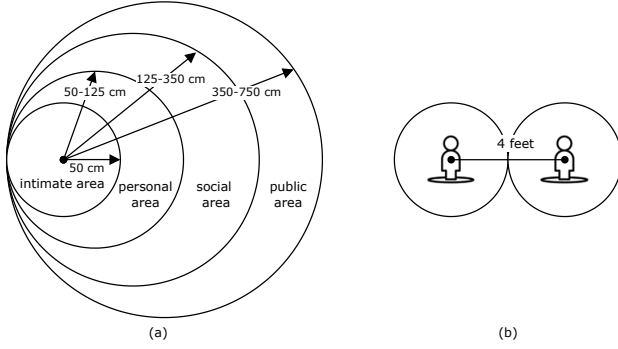 125-350 cm
50-125 cm
350-750 cm
4 feet
50 cm
intimate area
personal
area
social
area
public
area
(a)
(b)